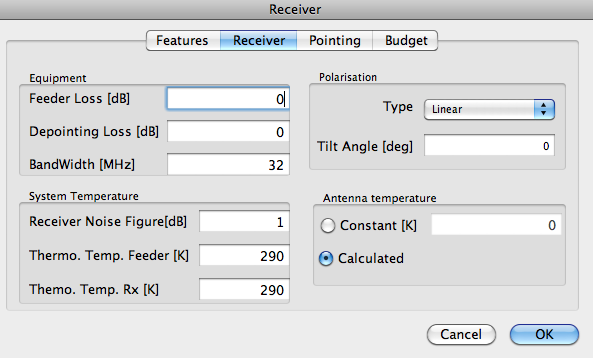 Receiver
Features Receiver Pointing Budget
Equipment
Feeder Loss [dB] 0
Depointing Loss [dB] 0
BandWidth [MHz] 32
Polarisation
Type Linear
Tilt Angle [deg] 0
System Temperature
Receiver Noise Figure[dB] 1
Thermo. Temp. Feeder [K] 290
Themo. Temp. Rx [K] 290
Antenna temperature
Constant [K] 0
Calculated
Cancel OK